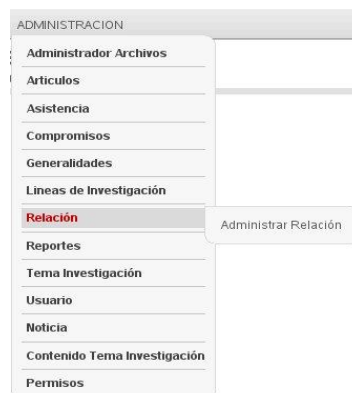 ADMINISTRACION
Administrador Archivos
Articulos
Asistencia
Compromisos
Generalidades
Lineas de Investigación
Relación
Administrar Relación
Reportes
Tema Investigación
Usuario
Noticia
Contenido Tema Investigación
Permisos